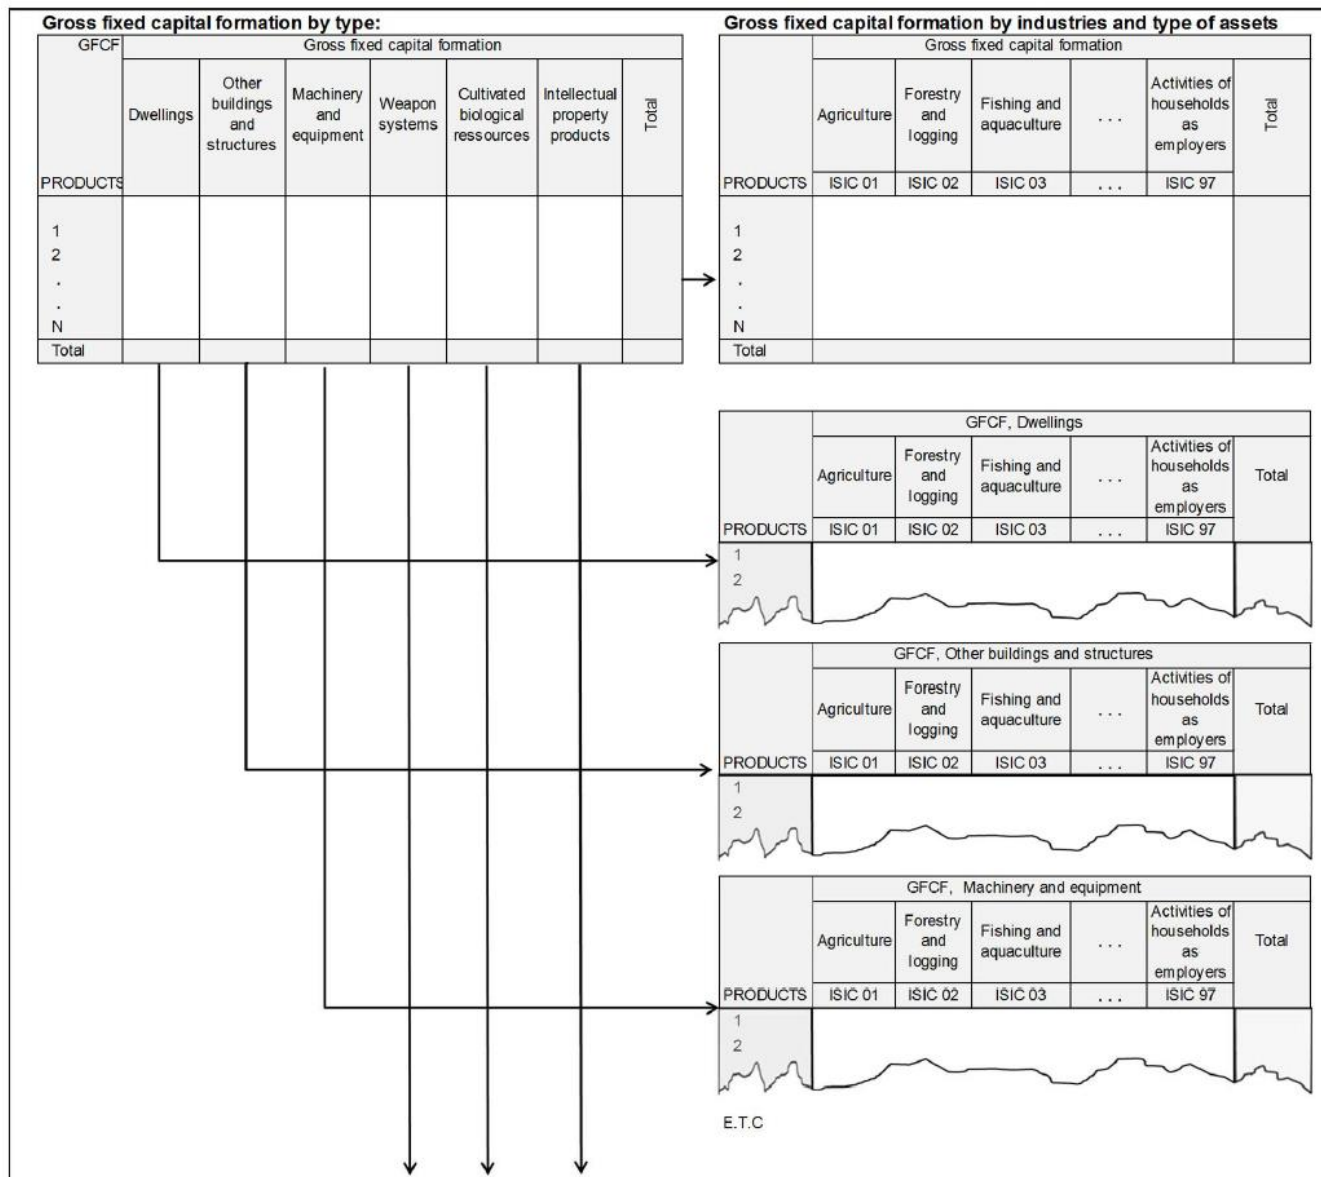 Gross fixed capital formation by type:
GFCF
Gross fixed capital formation
Dwellings
Other
buildings
and
structures
Machinery
and
equipment
Weapon
systems
Cultivated
biological
ressources
Intellectual
property
products
Total
PRODUCTS
1
2
.
.
N
Total
Gross fixed capital formation by industries and type of assets
Gross fixed capital formation
Agriculture
Forestry
and
logging
Fishing and
aquaculture
. . .
Activities of
households
as
employers
Total
PRODUCTS
ISIC 01
ISIC 02
ISIC 03
. . .
ISIC 97
1
2
.
.
N
Total
GFCF, Dwellings
Agriculture
Forestry
and
logging
Fishing and
aquaculture
. . .
Activities of
households
as
employers
Total
PRODUCTS
ISIC 01
ISIC 02
ISIC 03
. . .
ISIC 97
1
2
GFCF, Other buildings and structures
Agriculture
Forestry
and
logging
Fishing and
aquaculture
. . .
Activities of
households
as
employers
Total
PRODUCTS
ISIC 01
ISIC 02
ISIC 03
. . .
ISIC 97
1
2
GFCF, Machinery and equipment
Agriculture
Forestry
and
logging
Fishing and
aquaculture
. . .
Activities of
households
as
employers
Total
PRODUCTS
ISIC 01
ISIC 02
ISIC 03
. . .
ISIC 97
1
2
E.T.C